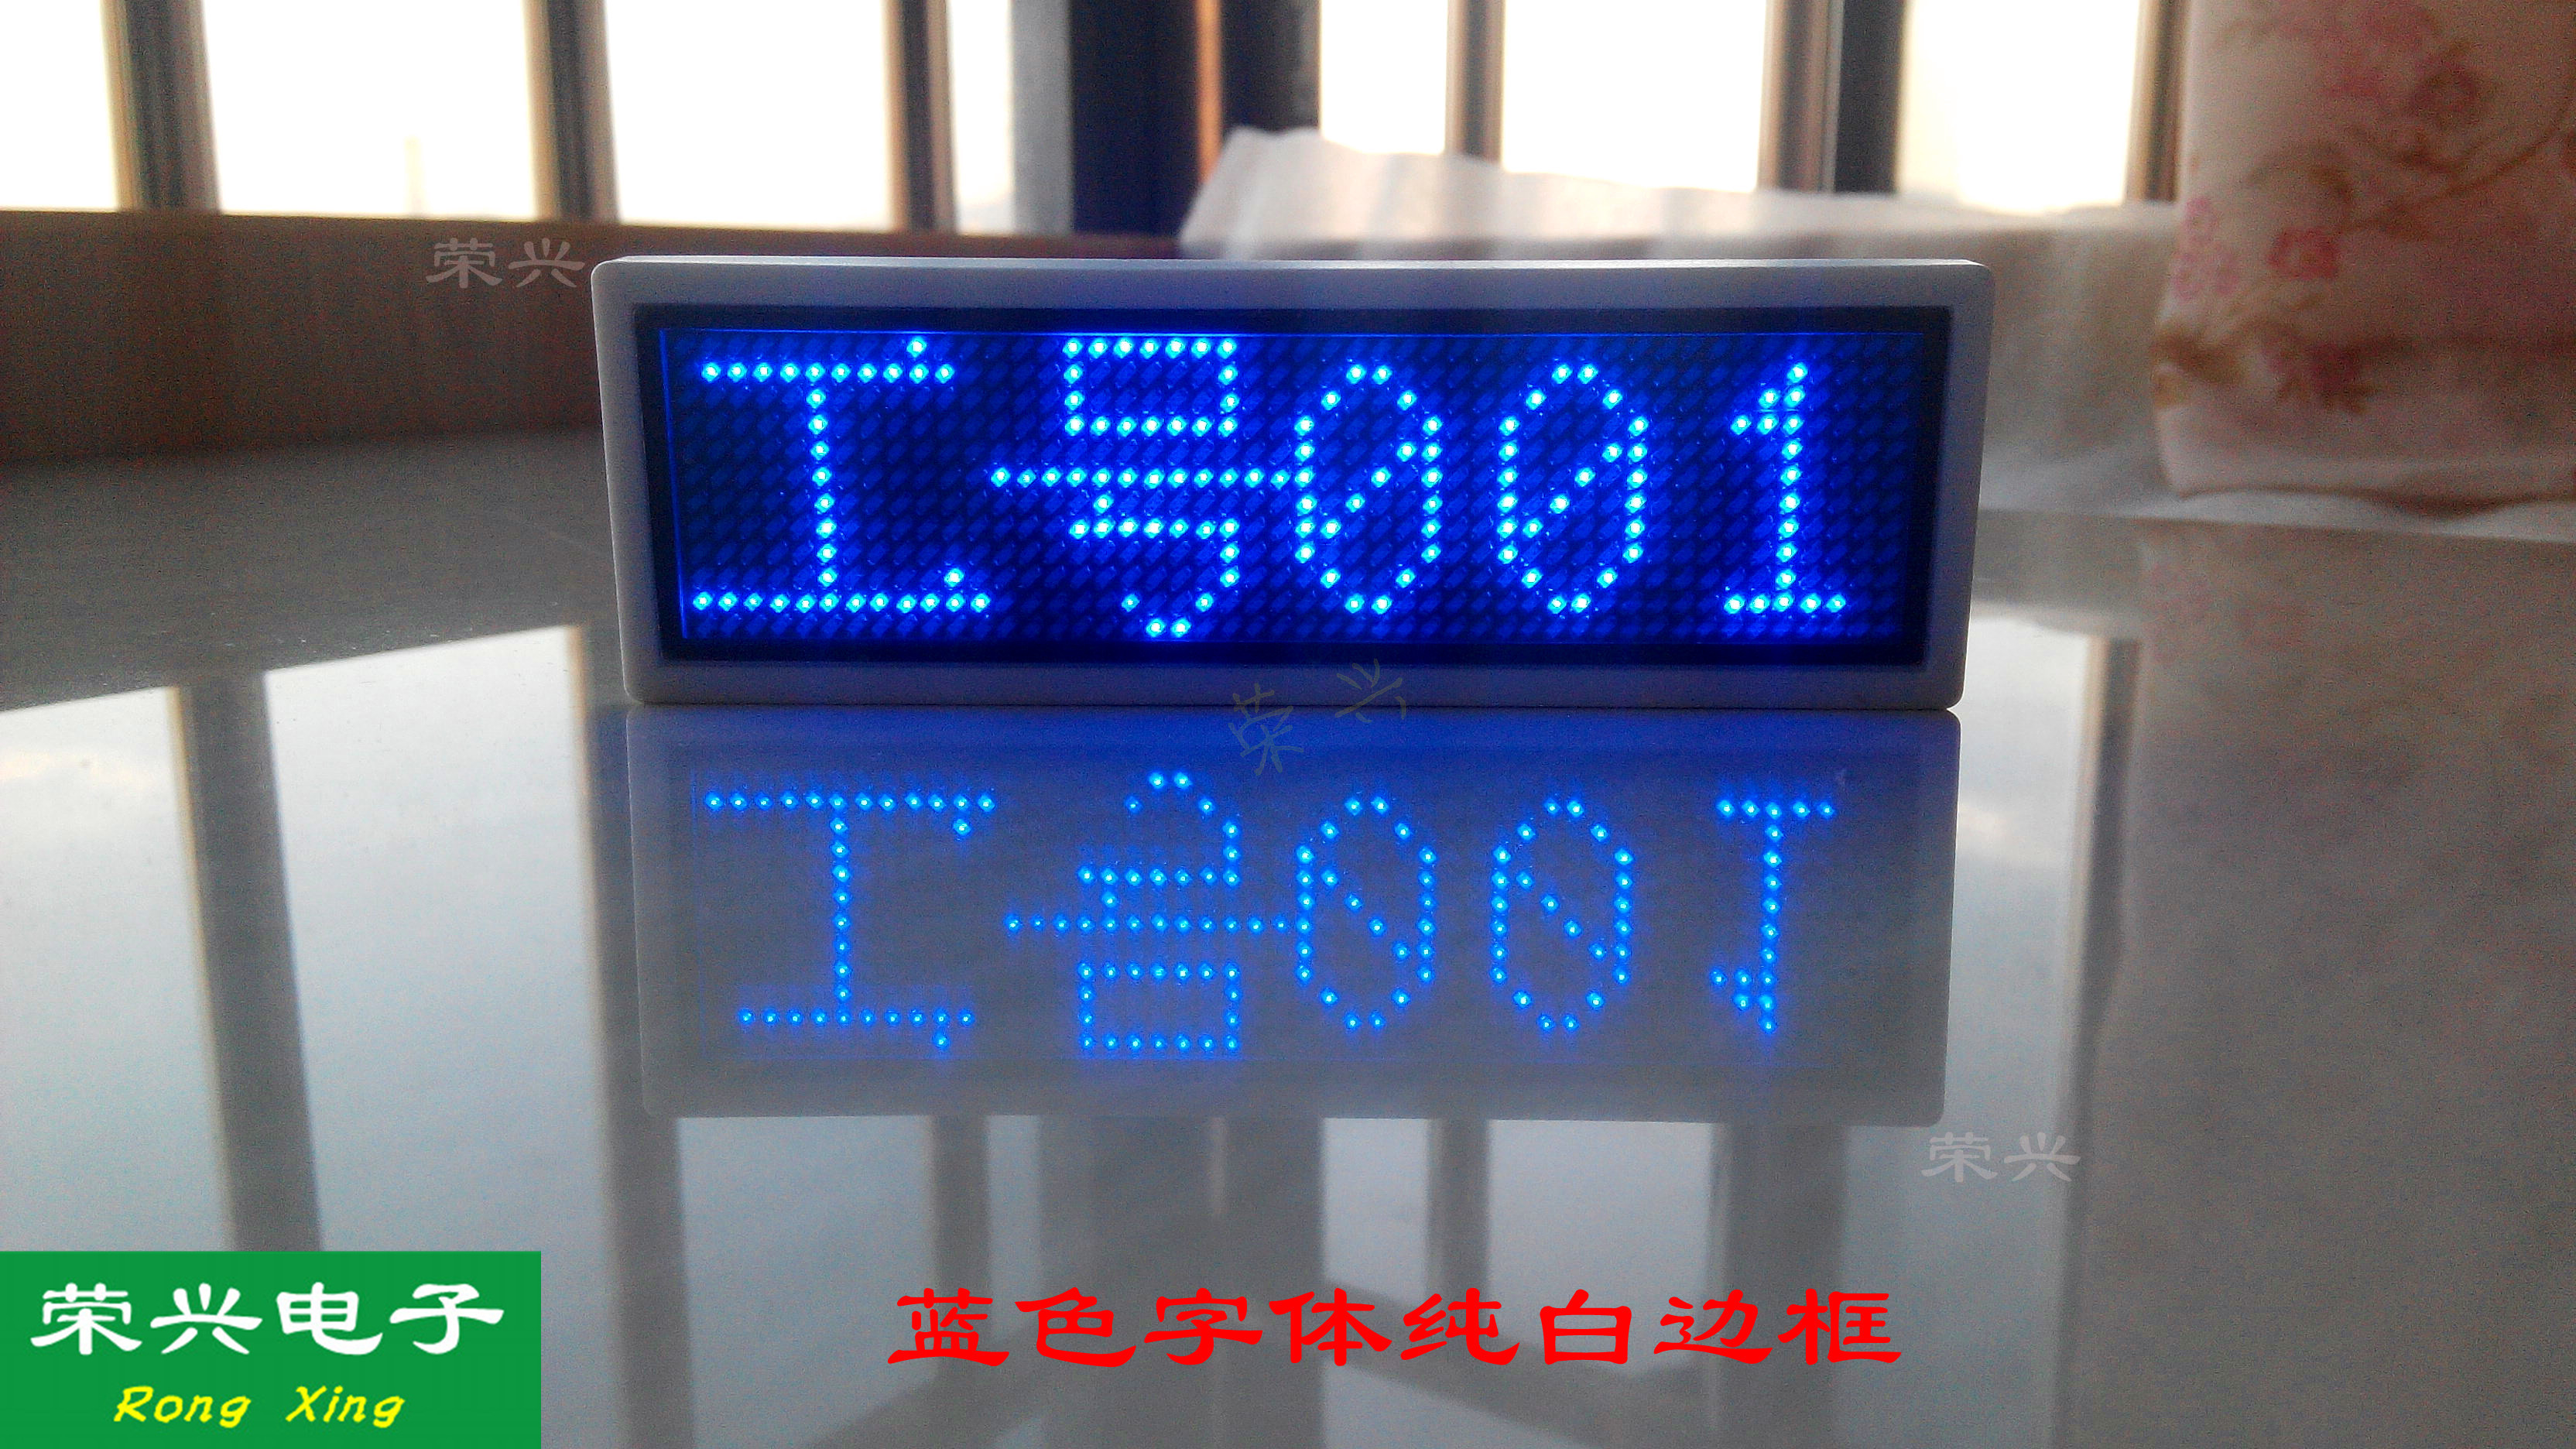 荣兴
工号001
荣兴
荣兴
荣兴电子
Rong Xing
蓝色字体纯白边框